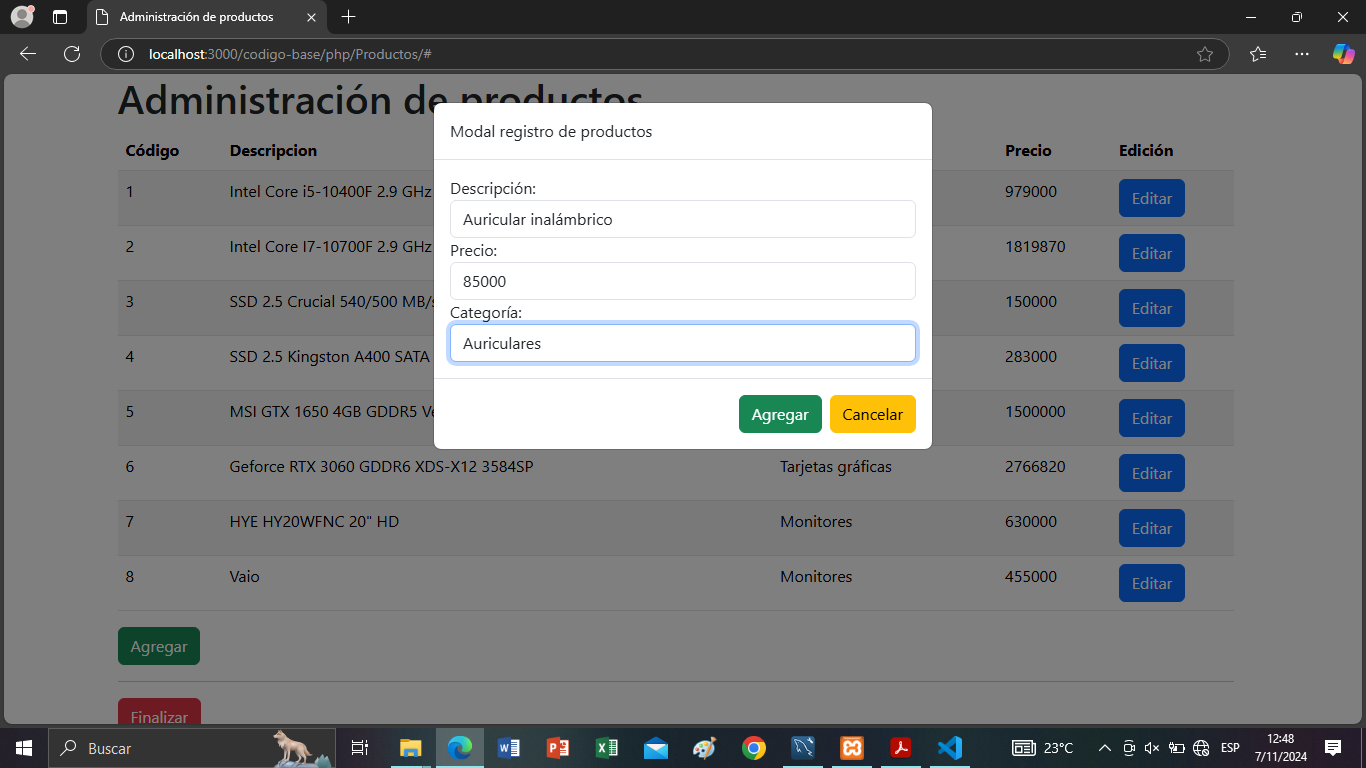 Administración de productos
localhost:3000/codigo-base/php/Productos/#
Administración de productos
Modal registro de productos
Descripción:
Auricular inalámbrico
Precio:
85000
Categoría:
Auriculares
Agregar Cancelar
Código Descripcion Precio Edición
1 Intel Core i5-10400F 2.9 GHz 979000 Editar
2 Intel Core I7-10700F 2.9 GHz 1819870 Editar
3 SSD 2.5 Crucial 540/500 MB/s 150000 Editar
4 SSD 2.5 Kingston A400 SATA 283000 Editar
5 MSI GTX 1650 4GB GDDR5 1500000 Editar
6 Geforce RTX 3060 GDDR6 XDS-X12 3584SP Tarjetas gráficas 2766820 Editar
7 HYE HY20WFNC 20" HD Monitores 630000 Editar
8 Vaio Monitores 455000 Editar
Agregar
Finalizar
Buscar 23°C ESP 12:48
7/11/2024